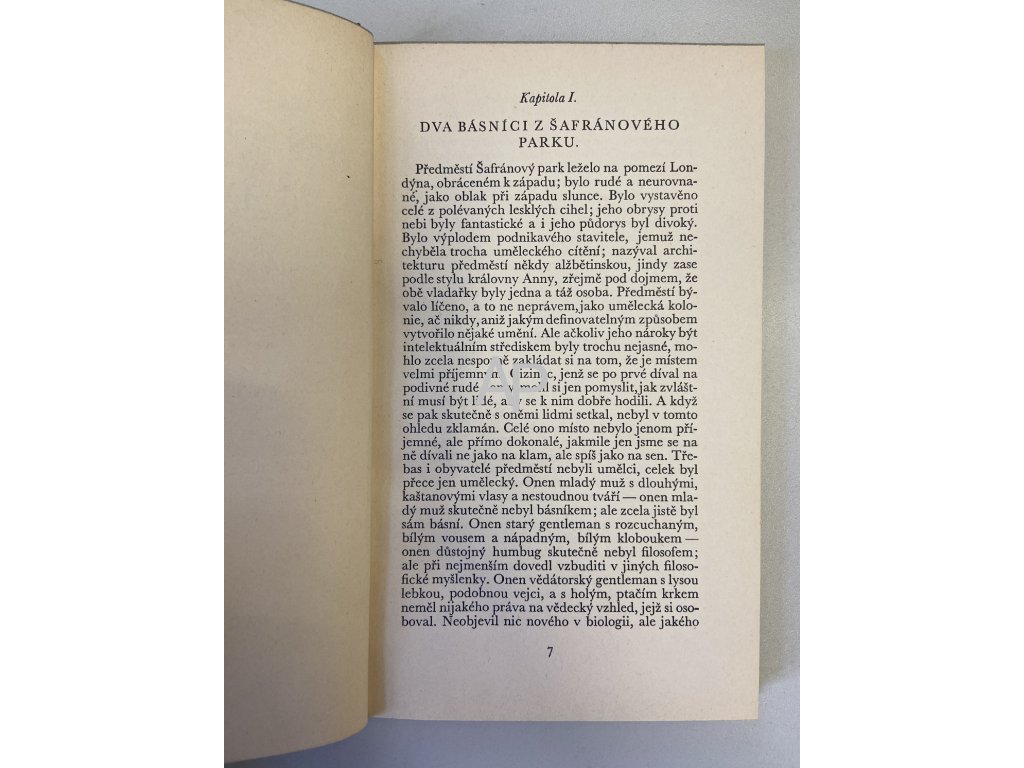 Kapitola I.
DVA BÁSNÍCI Z ŠAFRÁNOVÉHO
PARKU.
Předměstí Šafránový park leželo na pomezí Lon-
dýna, obráceném k západu; bylo rudé a neurovna-
né, jako oblak při západu slunce. Bylo vystavěno
celé z polévaných lesklých cihel; jeho obrysy proti
nebi byly fantastické a i jeho půdorys byl divoký.
Bylo výplodem podnikavého stavitele, jemuž ne-
chyběla trocha uměleckého cítění; nazýval archi-
tekturu předměstí někdy alžbětinskou, jindy zase
podle stylu královny Anny, zřejmě pod dojmem, že
obě vladařky byly jedna a táž osoba. Předměstí bý-
valo líčeno, a to ne neprávem, jako umělecká kolo-
nie, ač nikdy, aniž jakým definovatelným způsobem
vytvořilo nějaké umění. Ale ačkoliv jeho nároky být
intelektuálním střediskem byly trochu nejasné, mo-
hlo zcela nesporně zakládat si na tom, že je místem
velmi příjemným. Cizinec, jenž se po prvé díval na
podivné rudé si jen pomyslit, jak zvlášt-
ní musí být lidé, aby se k nim dobře hodili. A když
se pak skutečně s oněmi lidmi setkal, nebyl v tomto
ohledu zklamán. Celé ono místo nebylo jenom pří-
jemné, ale přímo dokonalé, jakmile jen jsme se na
ně dívali ne jako na klam, ale spíš jako na sen. Tře-
bas i obyvatelé předměstí nebyli umělci, celek byl
přece jen umělecký. Onen mladý muž s dlouhými,
kaštanovými vlasy a nestoudnou tváří — onen mla-
dý muž skutečně nebyl básníkem; ale zcela jistě byl
sám básní. Onen starý gentleman s rozcuchaným,
bílým vousem a nápadným, bílým kloboukem —
onen důstojný humbug skutečně nebyl filosofem;
ale při nejmenším dovedl vzbuditi v jiných filoso-
fické myšlenky. Onen vědátorský gentleman s lysou
lebkou, podobnou vejci, a s holým, ptačím krkem
neměl nijakého práva na vědecký vzhled, jejž si oso-
boval. Neobjevil nic nového v biologii, ale jakého
7